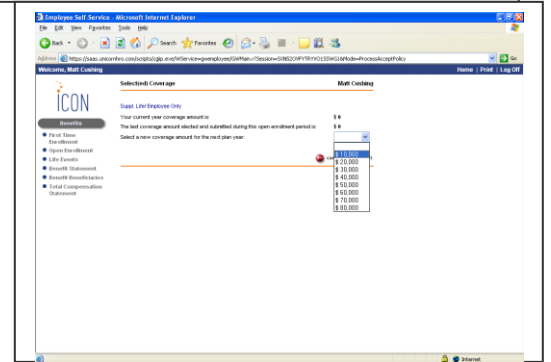 Employee Self-Service - Microsoft Internet Explorer
File Edit View Favorites Tools Help
Back Search Favorites
Address Go
Welcome, Matt Cushing Home | Print | Log Off
Select(ed) Coverage Matt Cushing
ICON
Benefits
First Time Enrollment
Open Enrollment
Life Events
Benefit Statement
Benefit Beneficiaries
Total Compensation Statement
Suppl. Life/Employee Only
Your current year coverage amount is: $ 0
The last coverage amount elected and submitted during this open enrollment period is: $ 0
Select a new coverage amount for the next plan year:
$ 10,000
$ 20,000
$ 30,000
$ 40,000
$ 50,000
$ 60,000
$ 70,000
$ 80,000
Internet